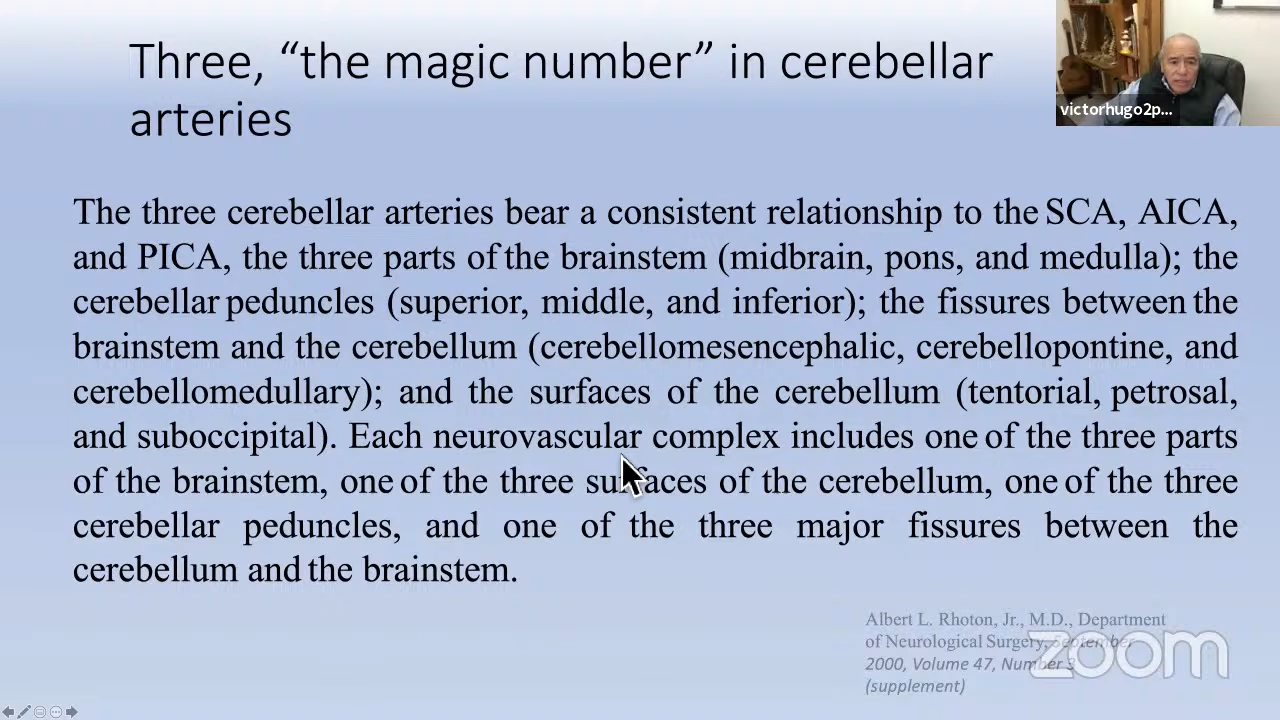 Three, “the magic number” in cerebellar
arteries
victorhugo2p...
The three cerebellar arteries bear a consistent relationship to the SCA, AICA,
and PICA, the three parts of the brainstem (midbrain, pons, and medulla); the
cerebellar peduncles (superior, middle, and inferior); the fissures between the
brainstem and the cerebellum (cerebellomesencephalic, cerebellopontine, and
cerebellomedullary); and the surfaces of the cerebellum (tentorial, petrosal,
and suboccipital). Each neurovascular complex includes one of the three parts
of the brainstem, one of the three surfaces of the cerebellum, one of the three
cerebellar peduncles, and one of the three major fissures between the
cerebellum and the brainstem.
Albert L. Rhoton, Jr., M.D., Department
of Neurological Surgery, September
2000, Volume 47, Number 3
(supplement)
zoom